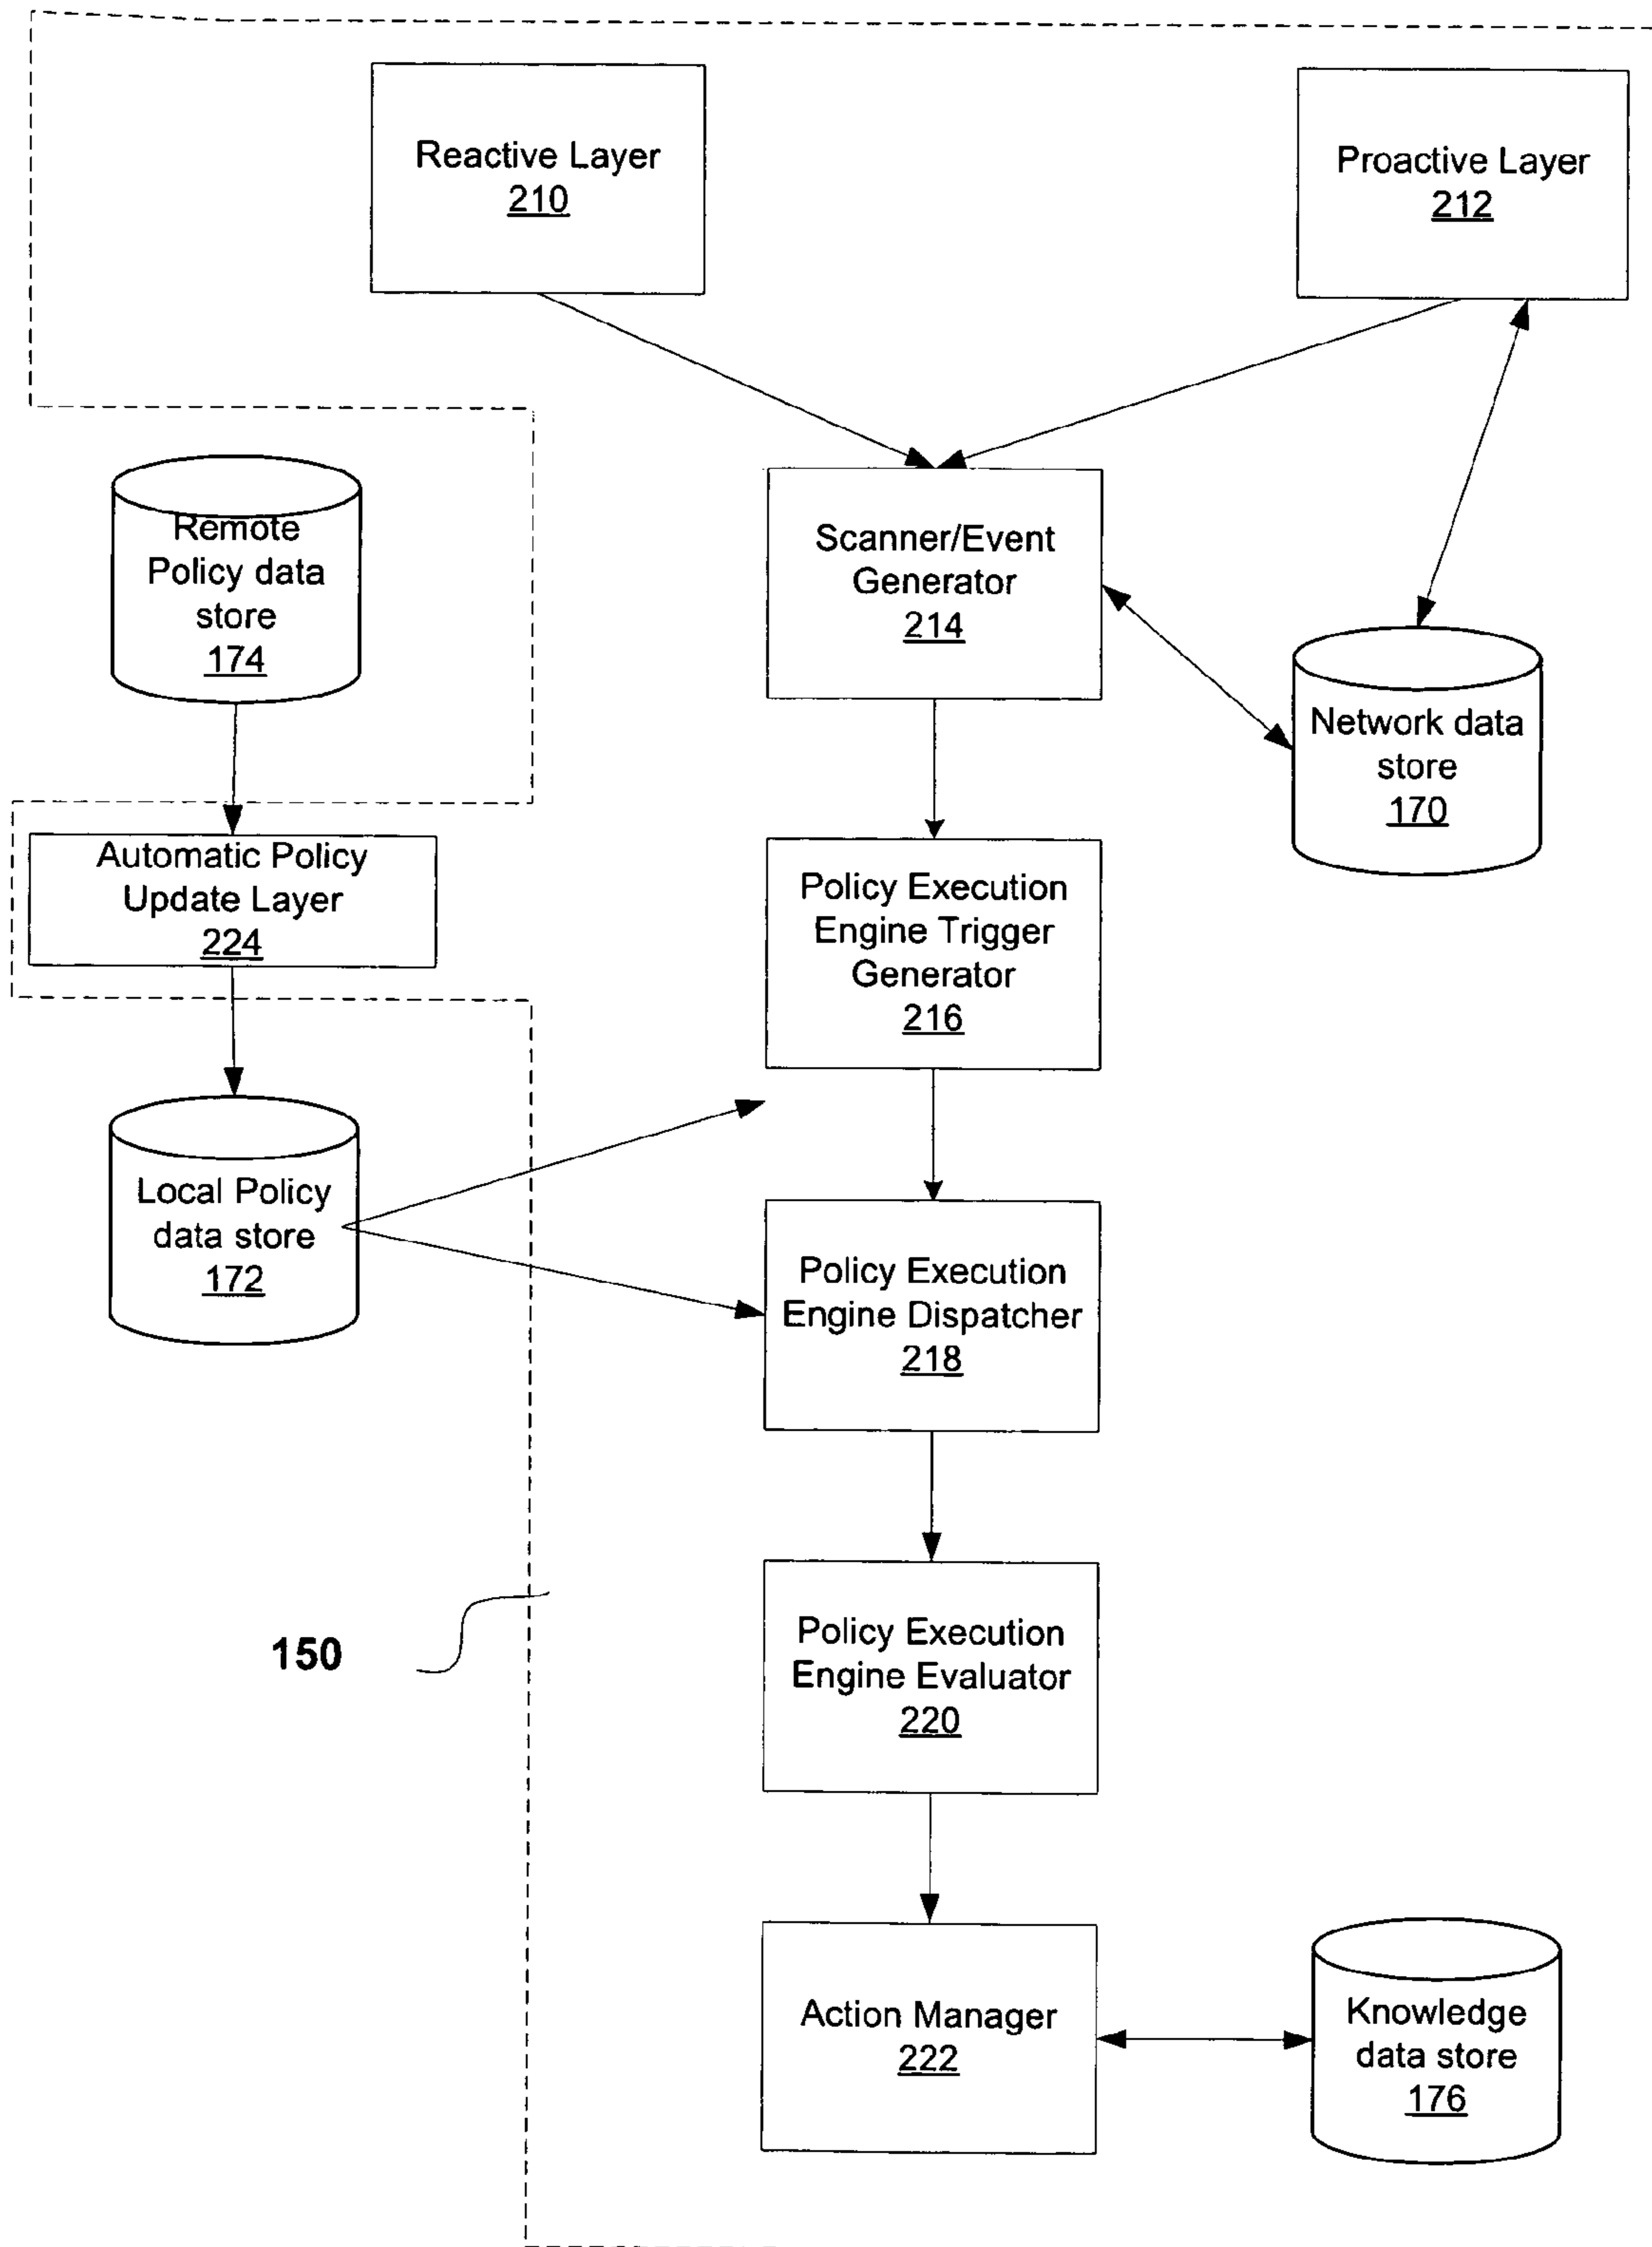 Reactive Layer
210
Proactive Layer
212
Remote
Policy data
store
174
Scanner/Event
Generator
214
Network data
store
170
Automatic Policy
Update Layer
224
Policy Execution
Engine Trigger
Generator
216
Local Policy
data store
172
Policy Execution
Engine Dispatcher
218
150
Policy Execution
Engine Evaluator
220
Action Manager
222
Knowledge
data store
176